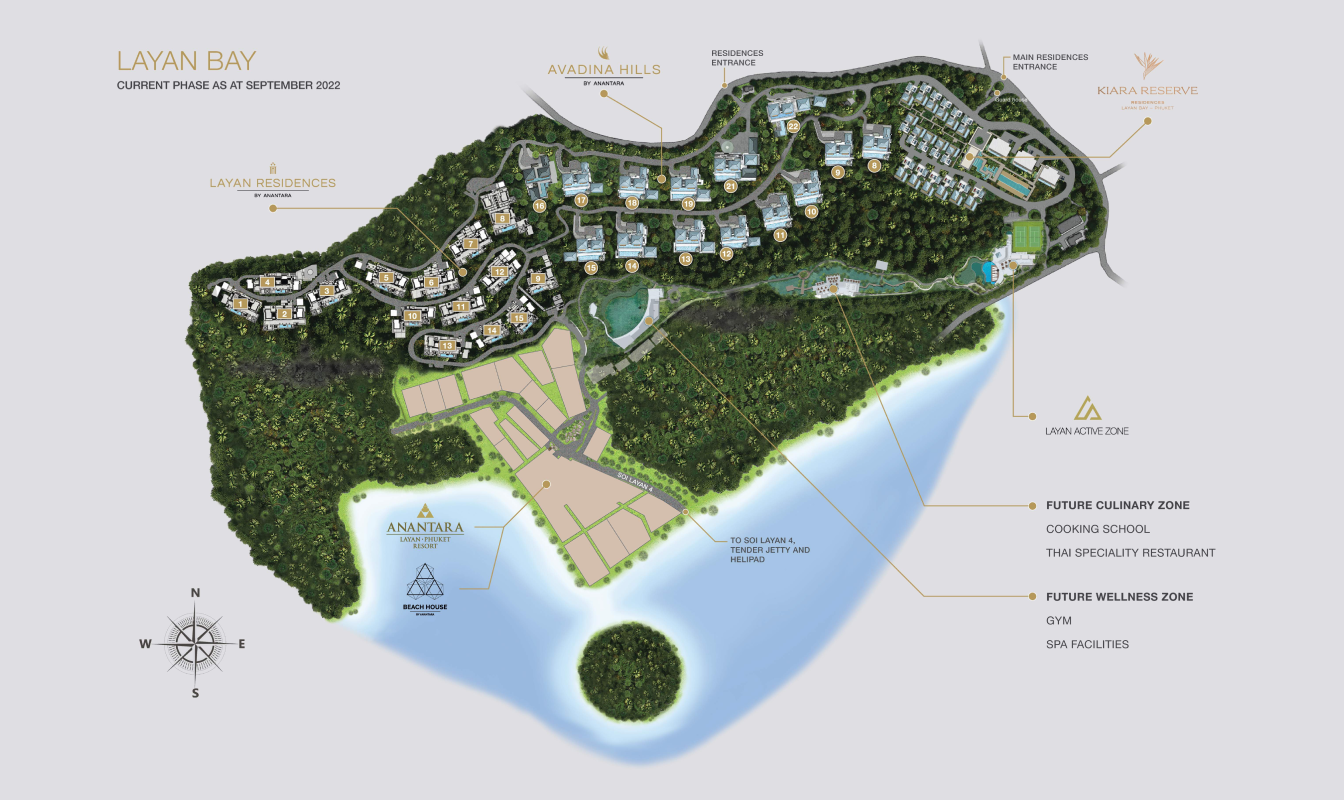 LAYAN BAY
CURRENT PHASE AS AT SEPTEMBER 2022
AVADINA HILLS
BY ANANTARA
RESIDENCES
ENTRANCE
MAIN RESIDENCES
ENTRANCE
Guard house
KIARA RESERVE
RESIDENCES
LAYAN BAY - PHUKET
LAYAN RESIDENCES
BY ANANTARA
22
9
8
21
16
17
18
19
10
8
11
7
15
14
13
12
12
9
4
5
6
3
1
2
10
11
15
14
13
LAYAN ACTIVE ZONE
SOI LAYAN 4
ANANTARA
LAYAN • PHUKET
RESORT
BEACH HOUSE
BY ANANTARA
TO SOI LAYAN 4,
TENDER JETTY AND
HELIPAD
FUTURE CULINARY ZONE
COOKING SCHOOL
THAI SPECIALITY RESTAURANT
FUTURE WELLNESS ZONE
GYM
SPA FACILITIES
N
W
E
S